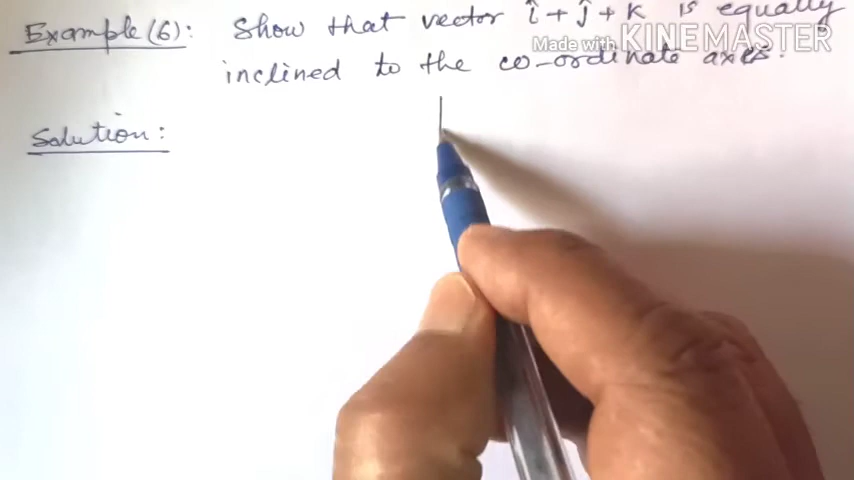 Example (6): Show that vector î + ĵ + k is equally
Made with KINEMASTER
inclined to the co-ordinate axes.
Solution: